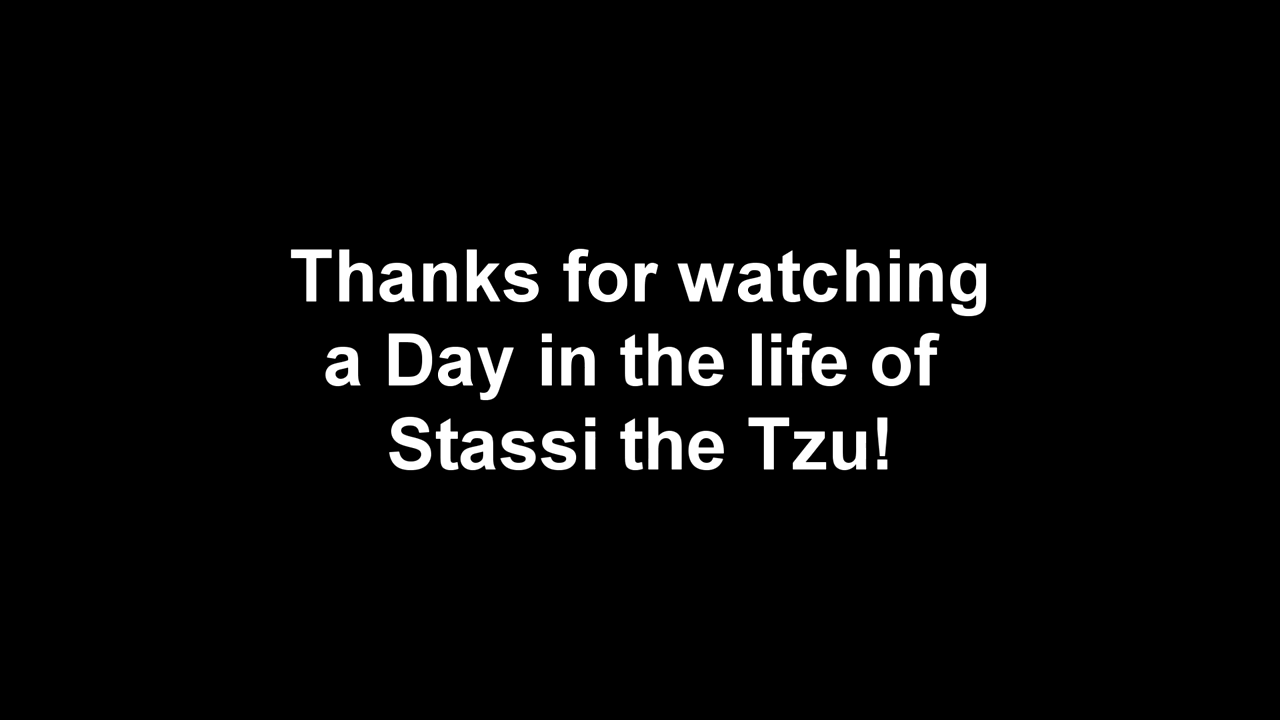 Thanks for watching
a Day in the life of
Stassi the Tzu!